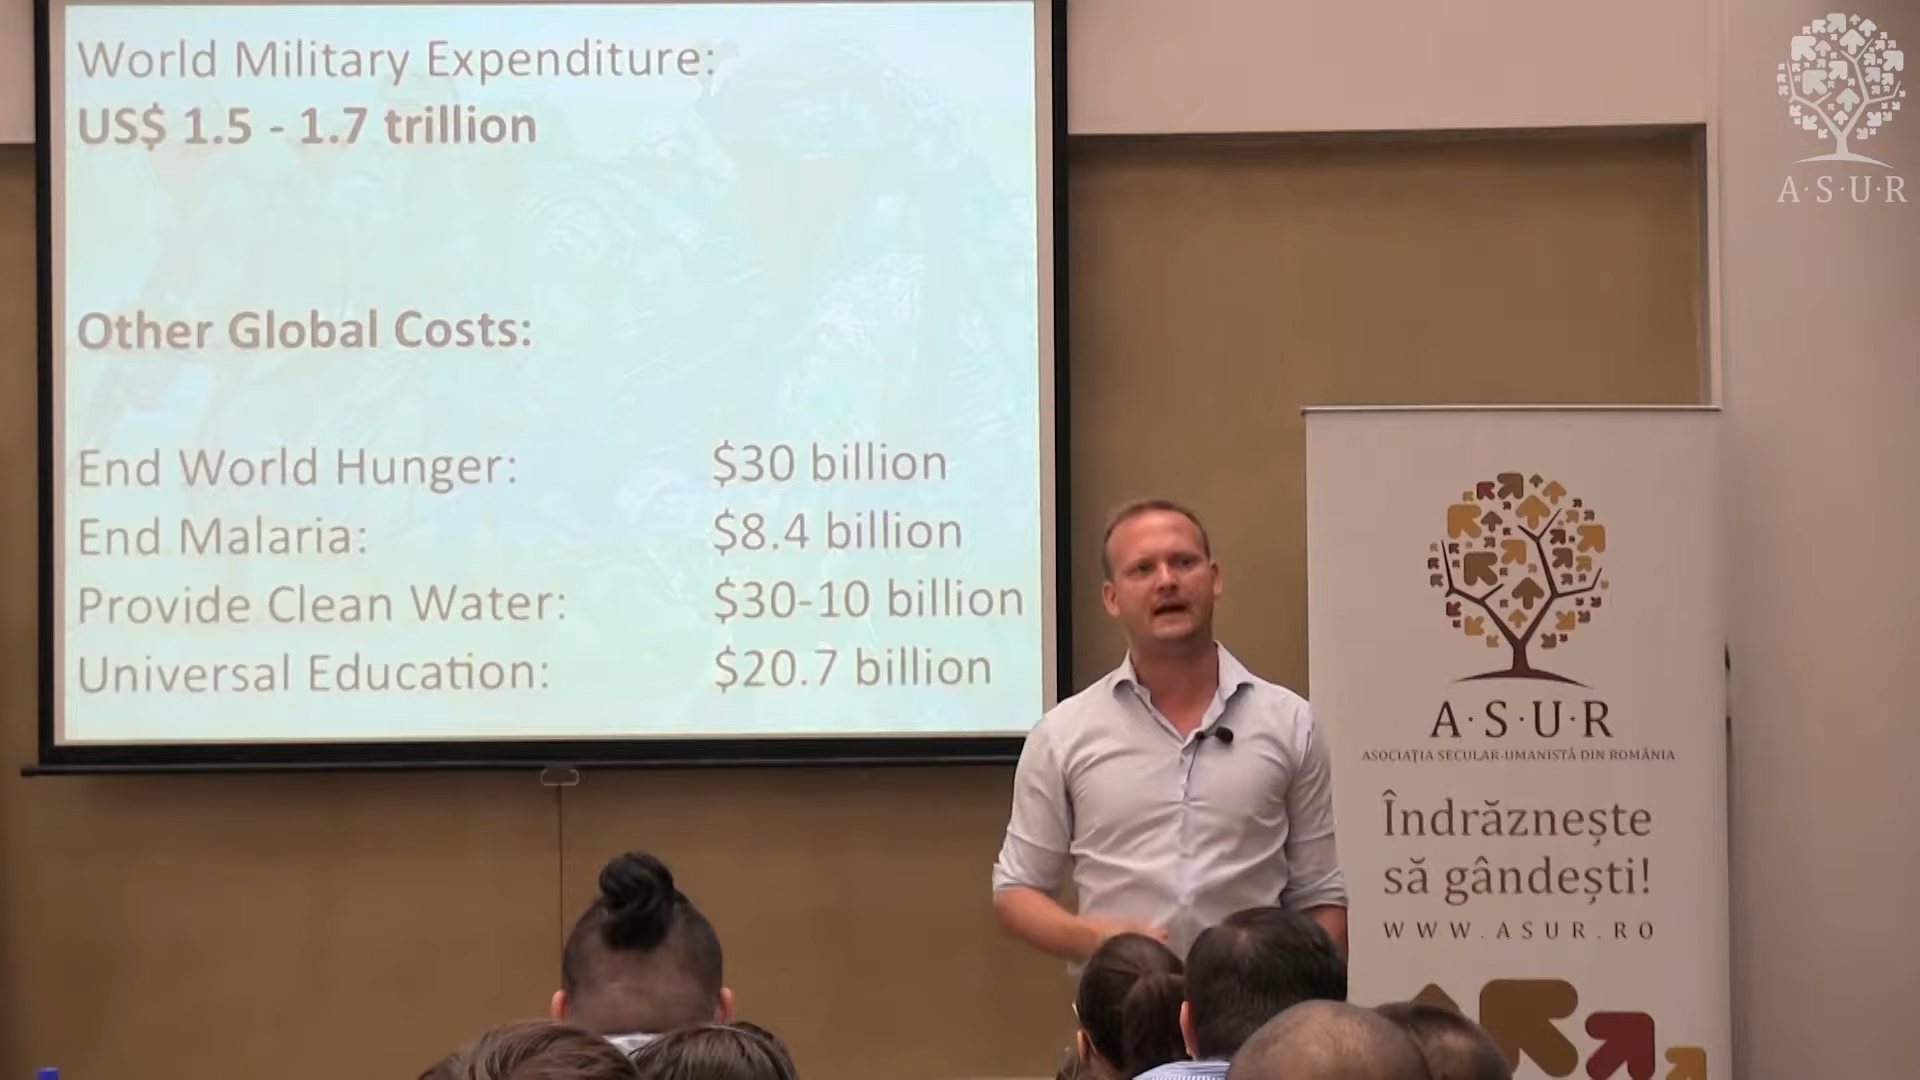 World Military Expenditure:
US$ 1.5 - 1.7 trillion
Other Global Costs:
End World Hunger: $30 billion
End Malaria: $8.4 billion
Provide Clean Water: $30-10 billion
Universal Education: $20.7 billion
A·S·U·R
A·S·U·R
ASOCIAȚIA SECULAR-UMANISTĂ DIN ROMÂNIA
Îndrăznește
să gândești!
WWW.ASUR.RO